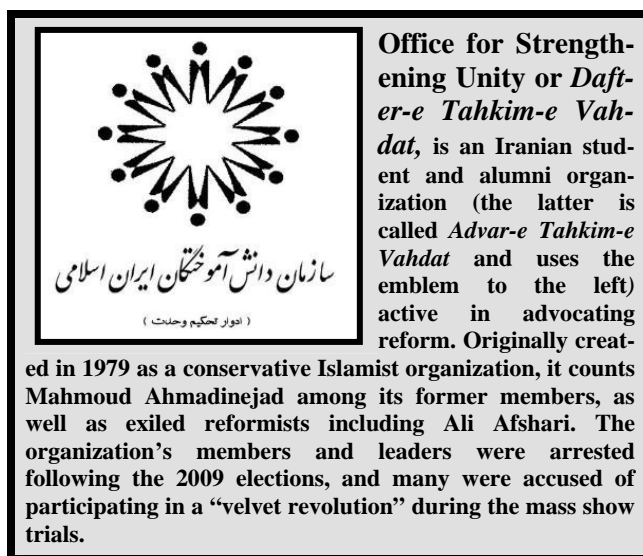 سازمان دانش آموختگان ایران اسلامی
( ادوار تحکیم وحدت )
Office for Strength-
ening Unity or Daft-
er-e Tahkim-e Vah-
dat, is an Iranian stud-
ent and alumni organ-
ization (the latter is
called Advar-e Tahkim-e
Vahdat and uses the
emblem to the left)
active in advocating
reform. Originally creat-
ed in 1979 as a conservative Islamist organization, it counts
Mahmoud Ahmadinejad among its former members, as
well as exiled reformists including Ali Afshari. The
organization’s members and leaders were arrested
following the 2009 elections, and many were accused of
participating in a “velvet revolution” during the mass show
trials.